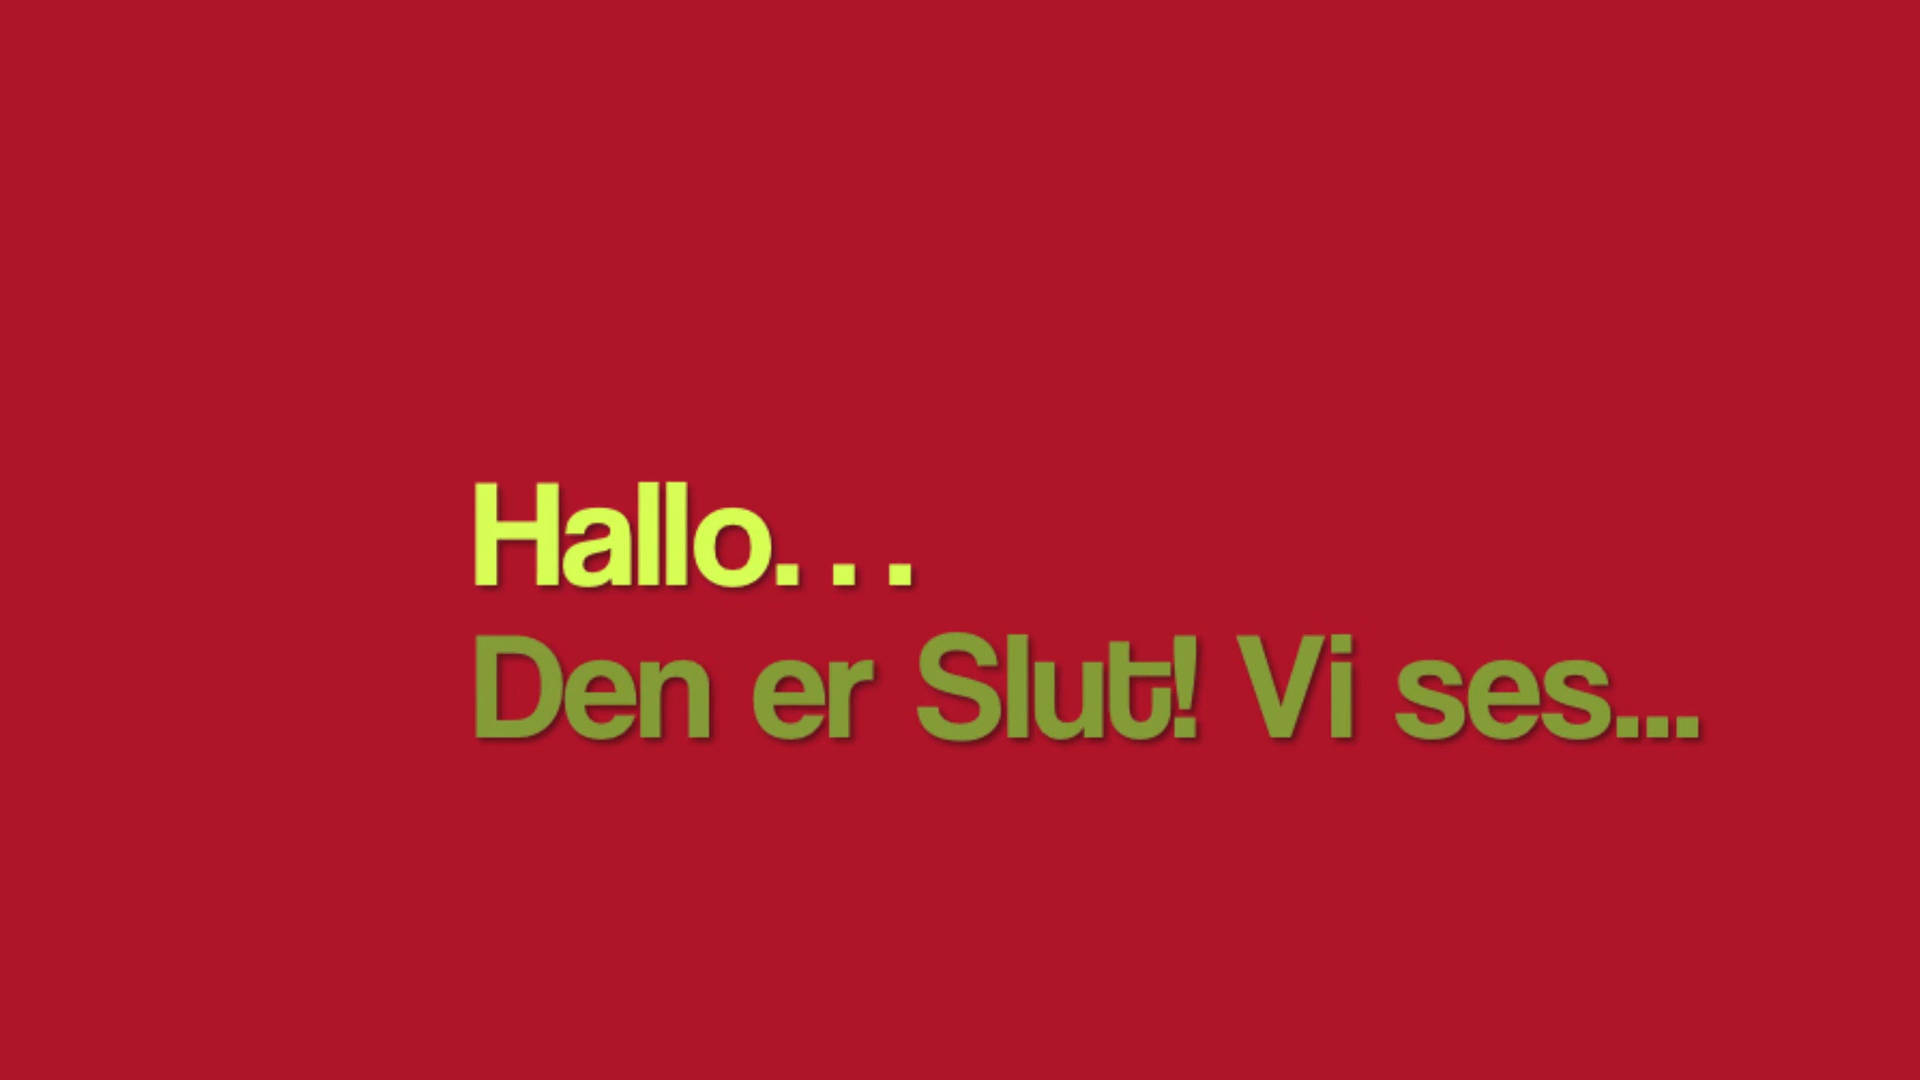 Hallo. . .
Den er Slut! Vi ses...